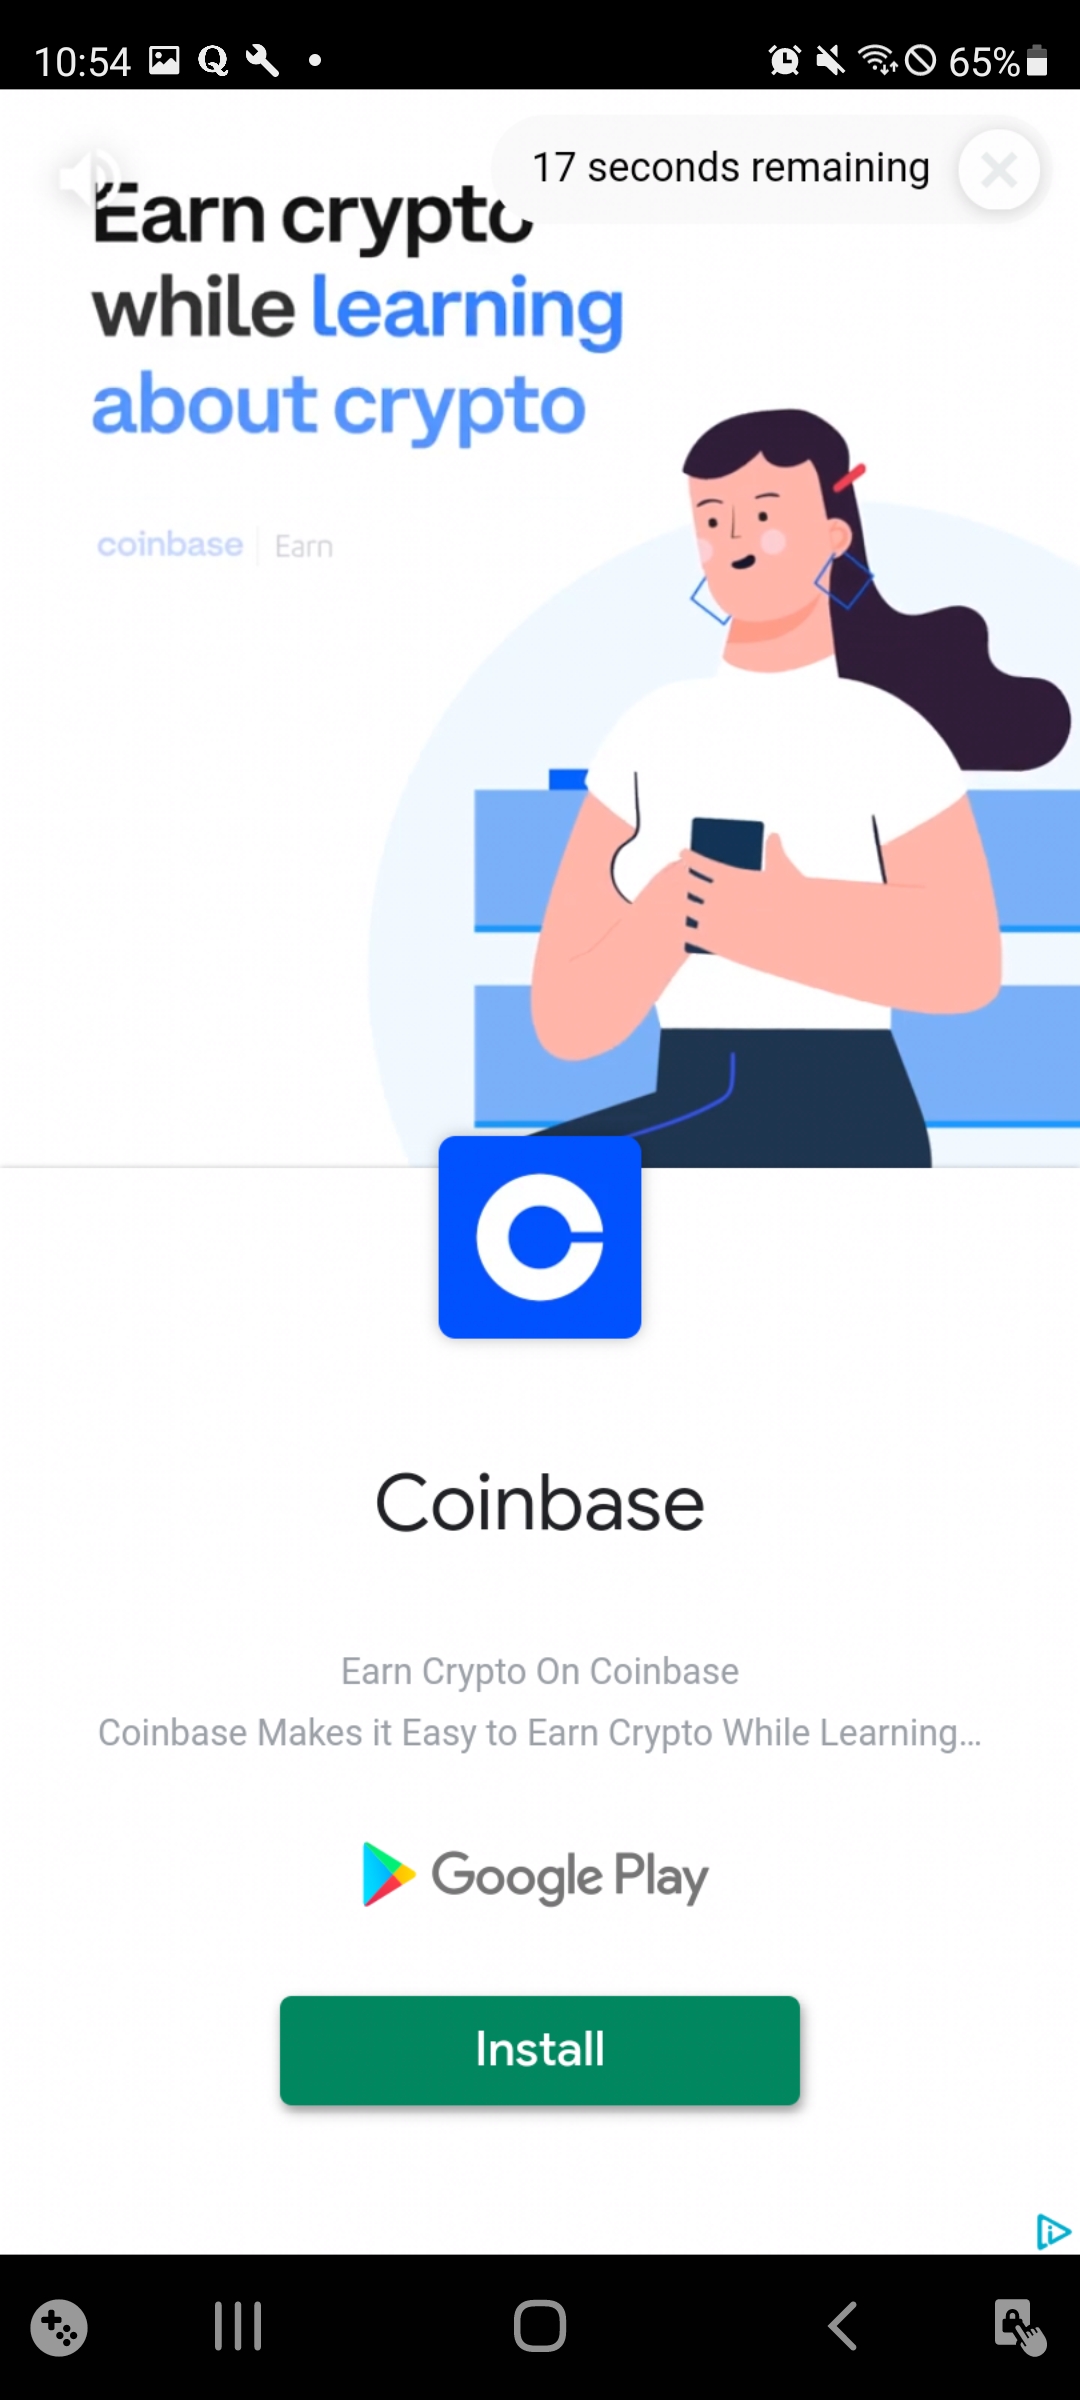 10:54
65%
17 seconds remaining
Earn crypto
while learning
about crypto
coinbase | Earn
Coinbase
Earn Crypto On Coinbase
Coinbase Makes it Easy to Earn Crypto While Learning...
Google Play
Install